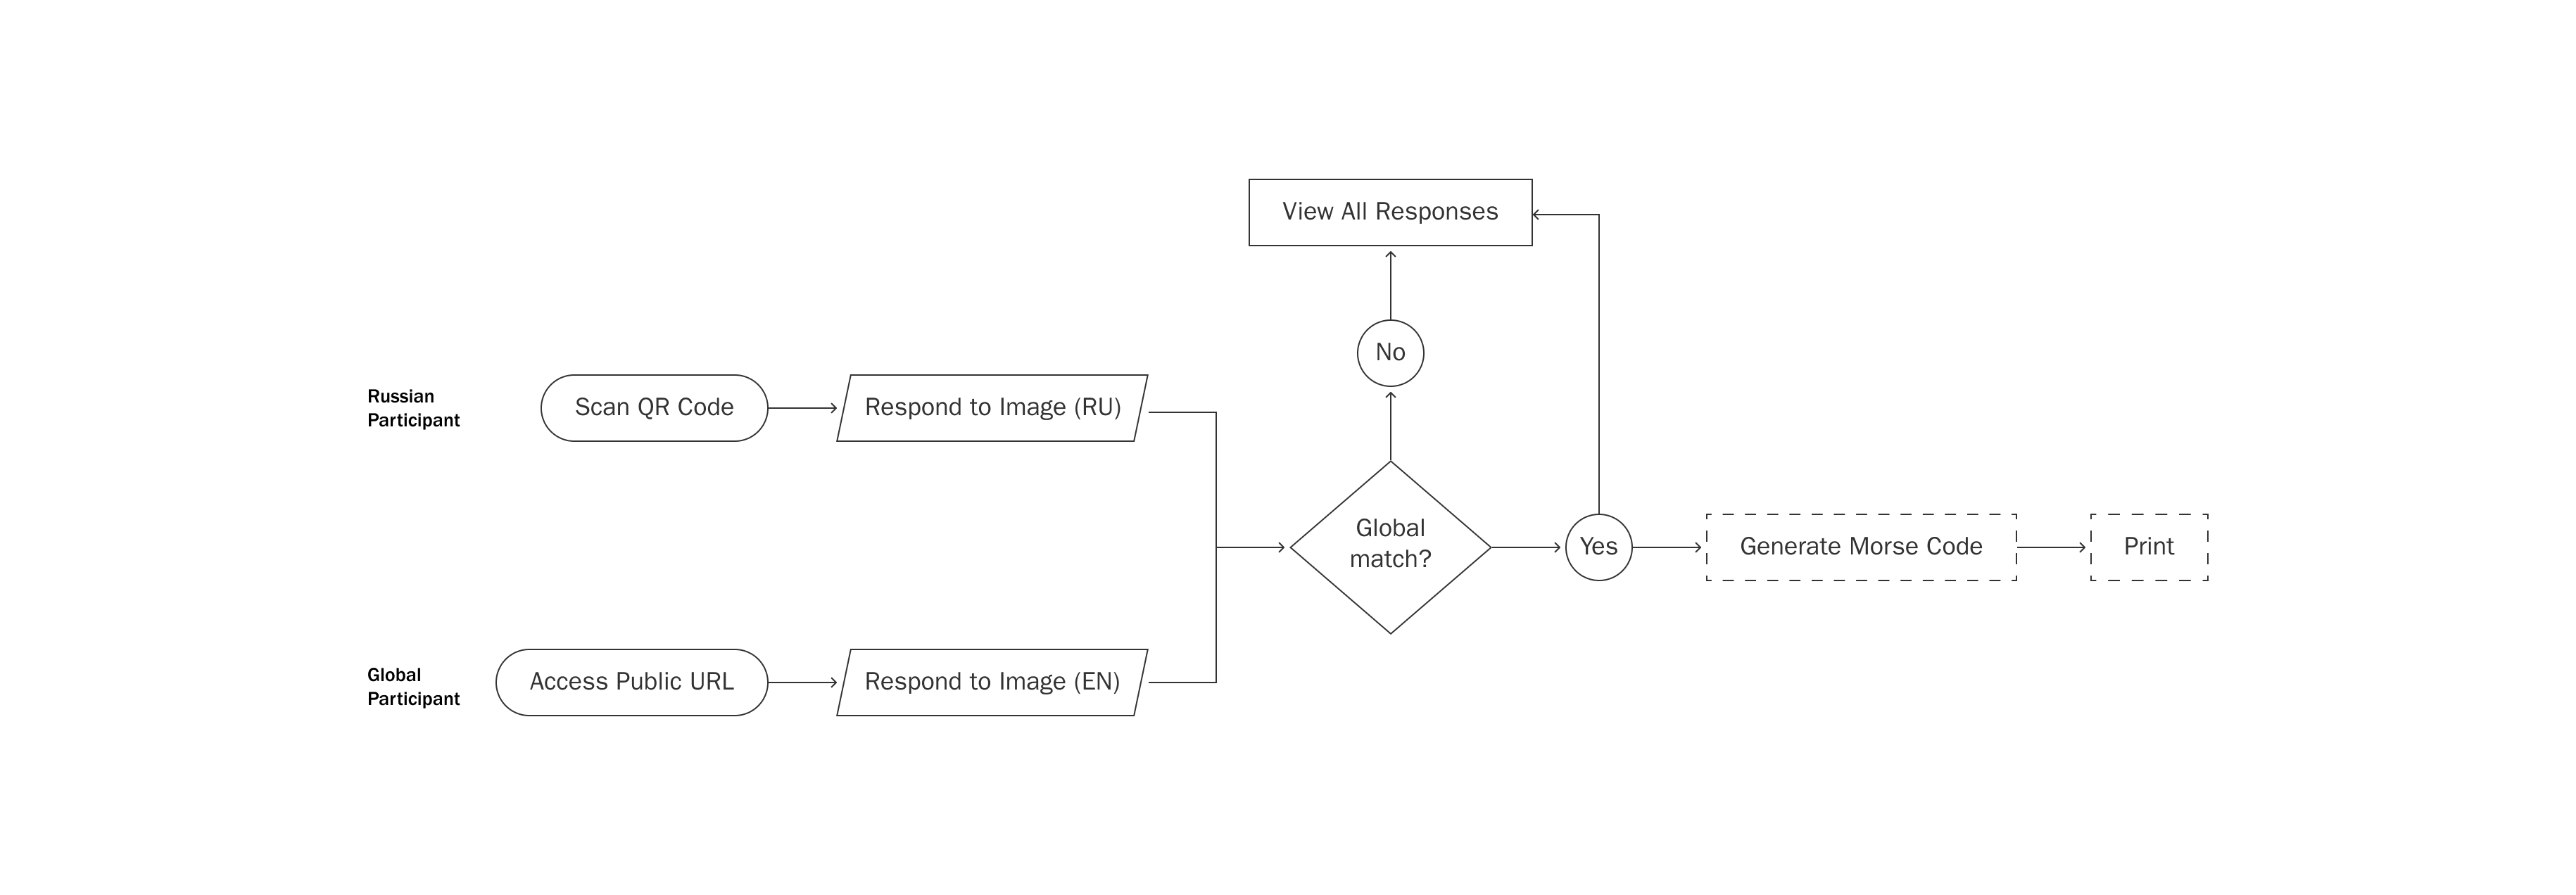 View All Responses
No
Russian
Participant
Scan QR Code
Respond to Image (RU)
Global
match?
Yes
Generate Morse Code
Print
Global
Participant
Access Public URL
Respond to Image (EN)